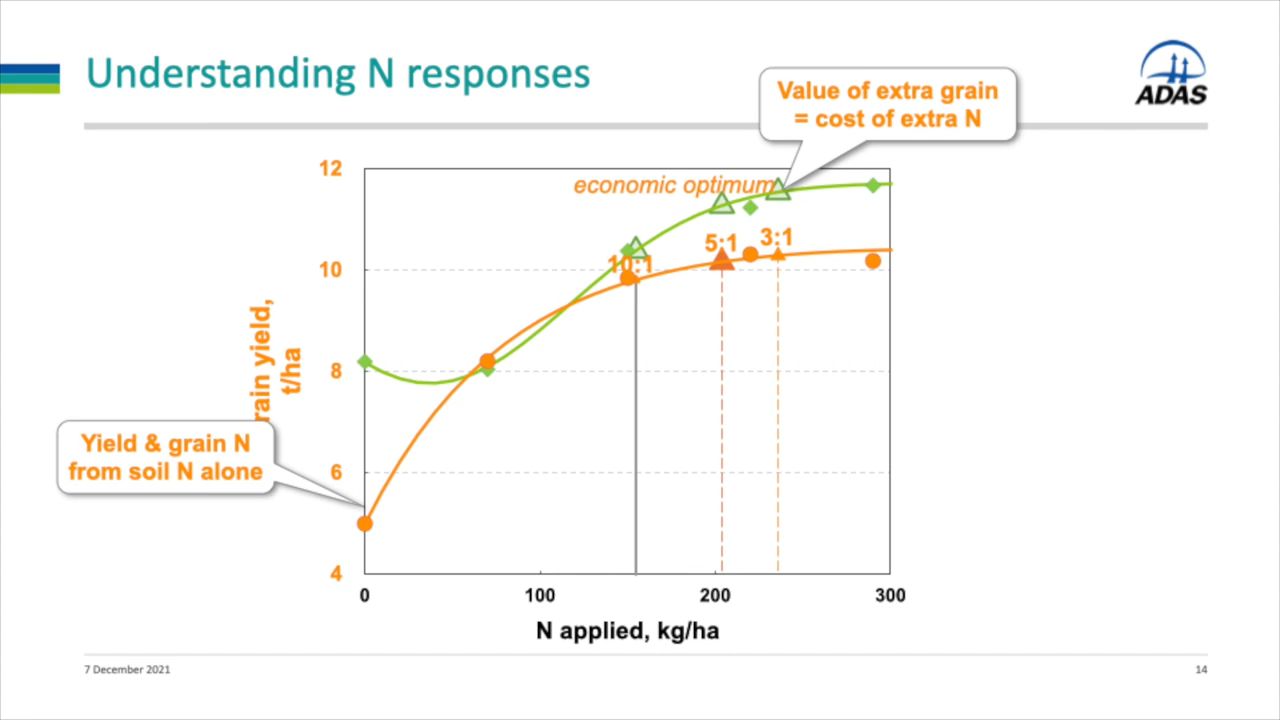 Understanding N responses
ADAS
Value of extra grain
= cost of extra N
economic optimum
12
10
8
6
4
10:1
5:1
3:1
rain yield,
t/ha
Yield & grain N
from soil N alone
0
100
200
300
N applied, kg/ha
7 December 2021
14